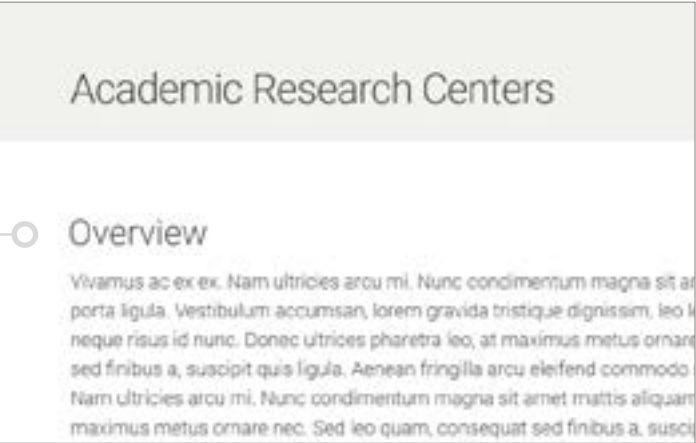 Academic Research Centers
Overview
Vivamus ac ex ex. Nam ultricies arcu mi. Nunc condimentum magna sit
porta ligula. Vestibulum accumsan, lorem gravida tristique dignissim, leo
neque risus id nunc. Donec ultrices pharetra leo, at maximus metus ornare
sed finibus a, suscipit quis ligula. Aenean fringilla arcu eleifend commodo
Nam ultricies arcu mi. Nunc condimentum magna sit amet mattis aliquam
maximus metus ornare nec. Sed leo quam, consequat sed finibus a,